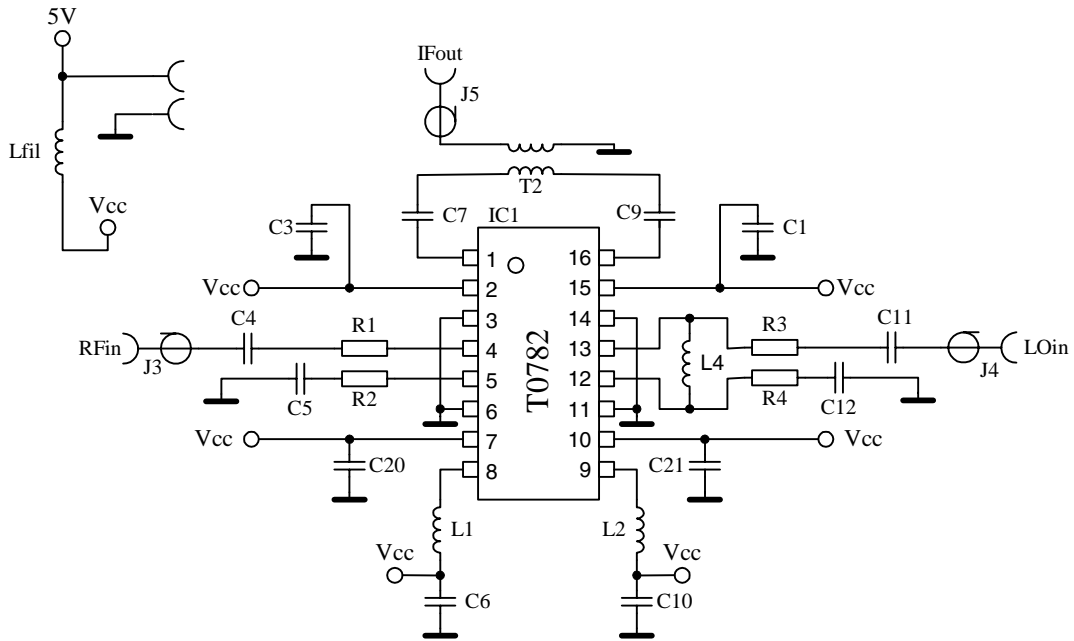 5V
IFout
J5
Lfil
T2
Vcc
C7
IC1
C9
C3
C1
1
16
Vcc
2
15
Vcc
C4
R1
3
14
R3
C11
RFin
J3
4
13
L4
J4
LOin
5
12
C5
R2
R4
C12
6
11
Vcc
7
10
Vcc
C20
8
9
C21
T0782
L1
L2
Vcc
Vcc
C6
C10